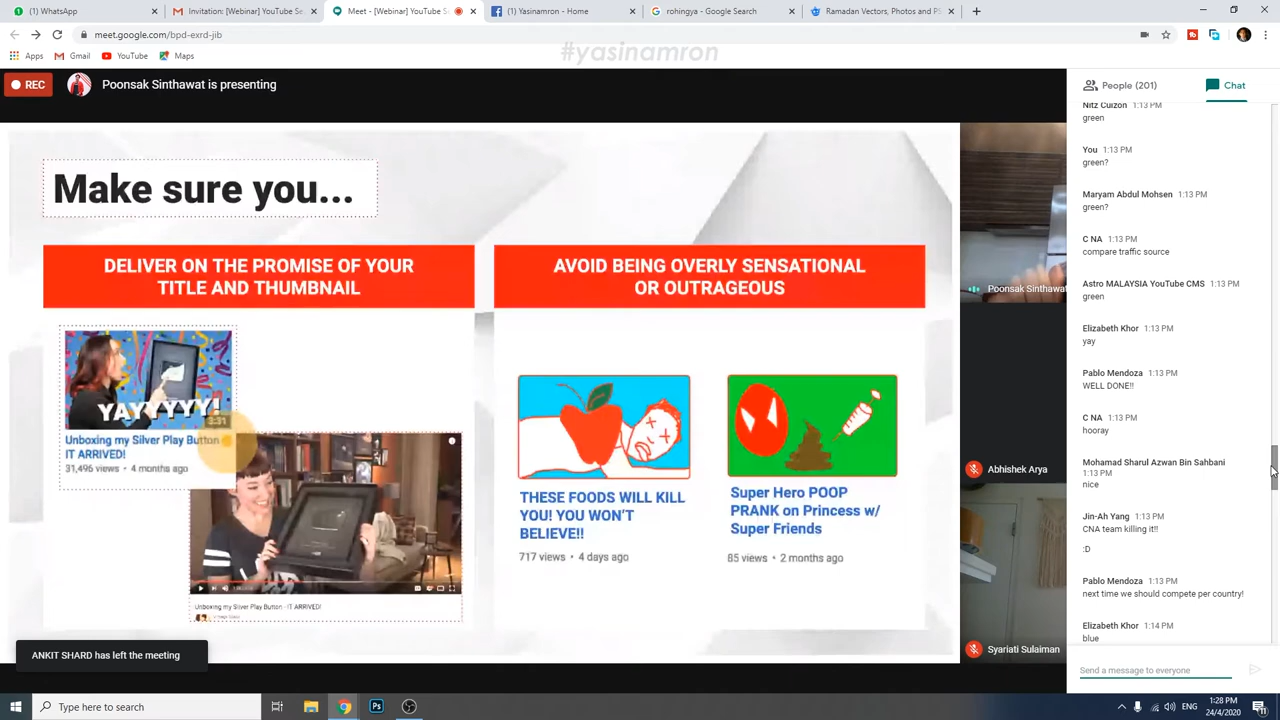 WhatsApp
Invitation: [Webinar] YouTube S
Meet - [Webinar] YouTube S
(1) Yasinamron - Home
rohingya - Google Search
Ramadan Vectors, Photos and PS
meet.google.com/bpd-exrd-jib
Apps
Gmail
YouTube
Maps
#yasinamron
REC
Poonsak Sinthawat is presenting
People (201)
Chat
Make sure you...
DELIVER ON THE PROMISE OF YOUR
TITLE AND THUMBNAIL
YAYYYYY!
3:31
Unboxing my Silver Play Button
IT ARRIVED!
31,496 views • 4 months ago
Unboxing my Silver Play Button - IT ARRIVED!
AVOID BEING OVERLY SENSATIONAL
OR OUTRAGEOUS
THESE FOODS WILL KILL
YOU! YOU WON'T
BELIEVE!!
717 views • 4 days ago
Super Hero POOP
PRANK on Princess w/
Super Friends
85 views • 2 months ago
Poonsak Sinthawat
Abhishek Arya
Syariati Sulaiman
Nitz Cuizon 1:13 PM
green
You 1:13 PM
green?
Maryam Abdul Mohsen 1:13 PM
green?
C NA 1:13 PM
compare traffic source
Astro MALAYSIA YouTube CMS 1:13 PM
green
Elizabeth Khor 1:13 PM
yay
Pablo Mendoza 1:13 PM
WELL DONE!!
C NA 1:13 PM
hooray
Mohamad Sharul Azwan Bin Sahbani
1:13 PM
nice
Jin-Ah Yang 1:13 PM
CNA team killing it!!
:D
Pablo Mendoza 1:13 PM
next time we should compete per country!
Elizabeth Khor 1:14 PM
blue
Send a message to everyone
ANKIT SHARD has left the meeting
Type here to search
ENG
1:28 PM
24/4/2020